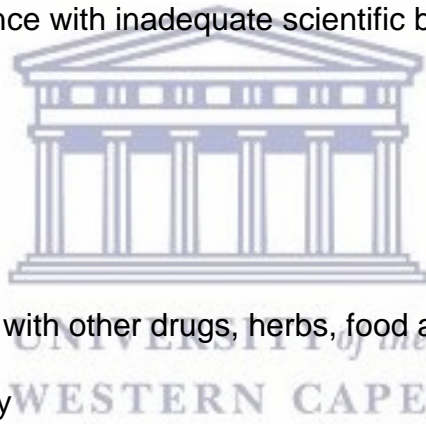 nce with inadequate scientific b
with other drugs, herbs, food a
UNIVERSITY of the
y
WESTERN CAPE